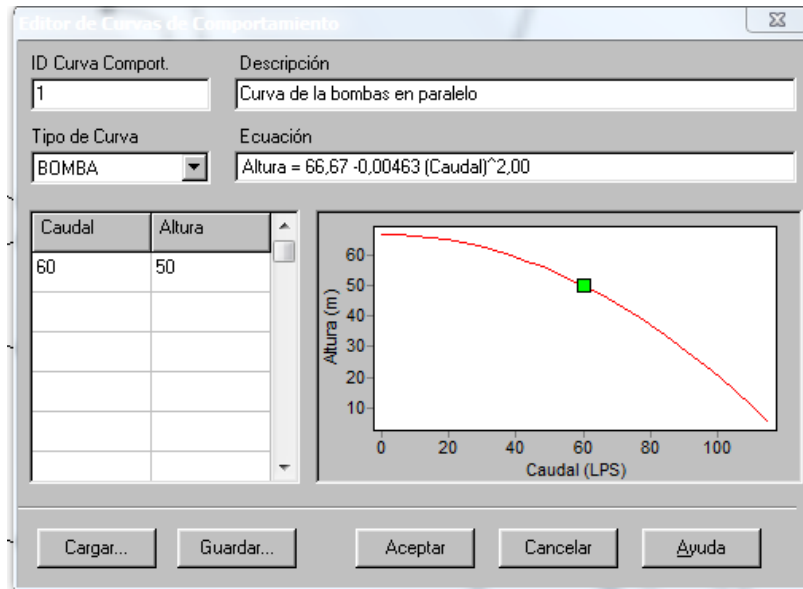 Editor de Curvas de Comportamiento
ID Curva Comport.
Descripción
1
Curva de la bombas en paralelo
Tipo de Curva
Ecuación
BOMBA
Altura = 66,67 -0,00463 (Caudal)^2,00
Caudal Altura
60 50
Altura (m)
60
50
40
30
20
10
0 20 40 60 80 100
Caudal (LPS)
Cargar... Guardar... Aceptar Cancelar Ayuda